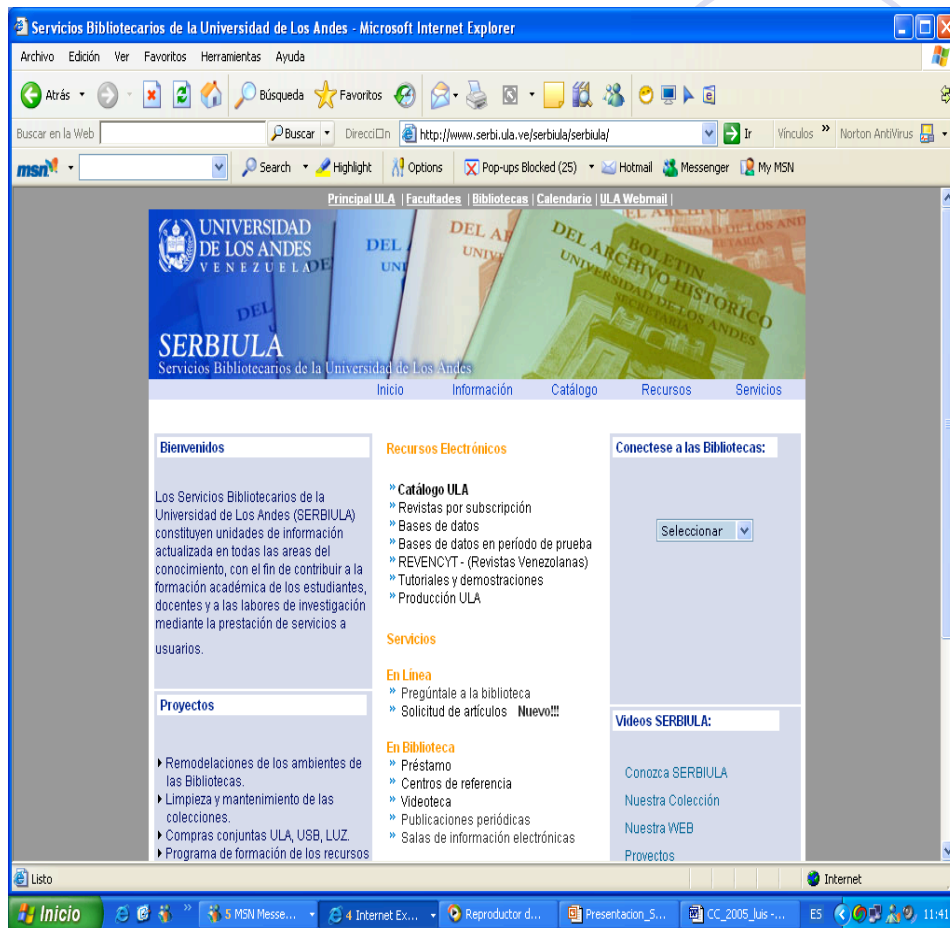 Servicios Bibliotecarios de la Universidad de Los Andes - Microsoft Internet Explorer
Archivo Edición Ver Favoritos Herramientas Ayuda
Atrás Búsqueda Favoritos
Buscar en la Web Buscar Direcci□n http://www.serbi.ula.ve/serbiula/serbiula/ Ir Vínculos » Norton AntiVirus
msn Search Highlight Options Pop-ups Blocked (25) Hotmail Messenger My MSN
Principal ULA | Facultades | Bibliotecas | Calendario | ULA Webmail |
UNIVERSIDAD
DE LOS ANDES
VENEZUELA
DEL ARCHIVO HISTORICO
BOLETIN
UNIVERSIDAD DE LOS ANDES
SECRETARIA
SERBIULA
Servicios Bibliotecarios de la Universidad de Los Andes
Inicio Información Catálogo Recursos Servicios
Bienvenidos
Los Servicios Bibliotecarios de la
Universidad de Los Andes (SERBIULA)
constituyen unidades de información
actualizada en todas las areas del
conocimiento, con el fin de contribuir a la
formación académica de los estudiantes,
docentes y a las labores de investigación
mediante la prestación de servicios a
usuarios.
Proyectos
Remodelaciones de los ambientes de
las Bibliotecas.
Limpieza y mantenimiento de las
colecciones.
Compras conjuntas ULA, USB, LUZ.
Programa de formación de los recursos
Recursos Electrónicos
» Catálogo ULA
» Revistas por subscripción
» Bases de datos
» Bases de datos en período de prueba
» REVENCYT - (Revistas Venezolanas)
» Tutoriales y demostraciones
» Producción ULA
Servicios
En Línea
» Pregúntale a la biblioteca
» Solicitud de artículos Nuevo!!!
En Biblioteca
» Préstamo
» Centros de referencia
» Videoteca
» Publicaciones periódicas
» Salas de información electrónicas
Conectese a las Bibliotecas:
Seleccionar
Videos SERBIULA:
Conozca SERBIULA
Nuestra Colección
Nuestra WEB
Proyectos
Listo Internet
Inicio » 5 MSN Messe... 4 Internet Ex... Reproductor d... Presentacion_S... CC_2005_luis -... ES 11:41